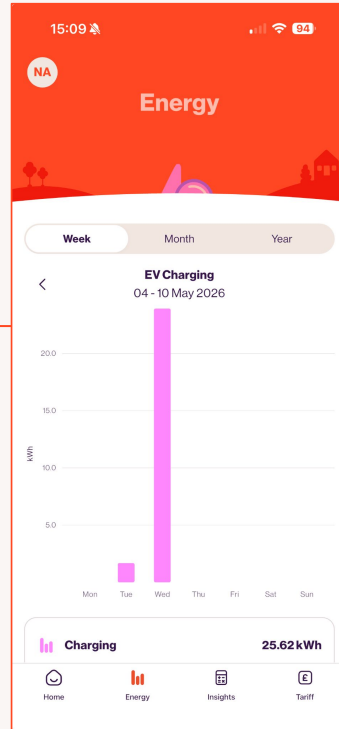 15:09
94
NA
Energy
Week Month Year
EV Charging
04 - 10 May 2026
20.0
15.0
kWh
10.0
5.0
Mon Tue Wed Thu Fri Sat Sun
Charging 25.62 kWh
£
Home Energy Insights Tariff